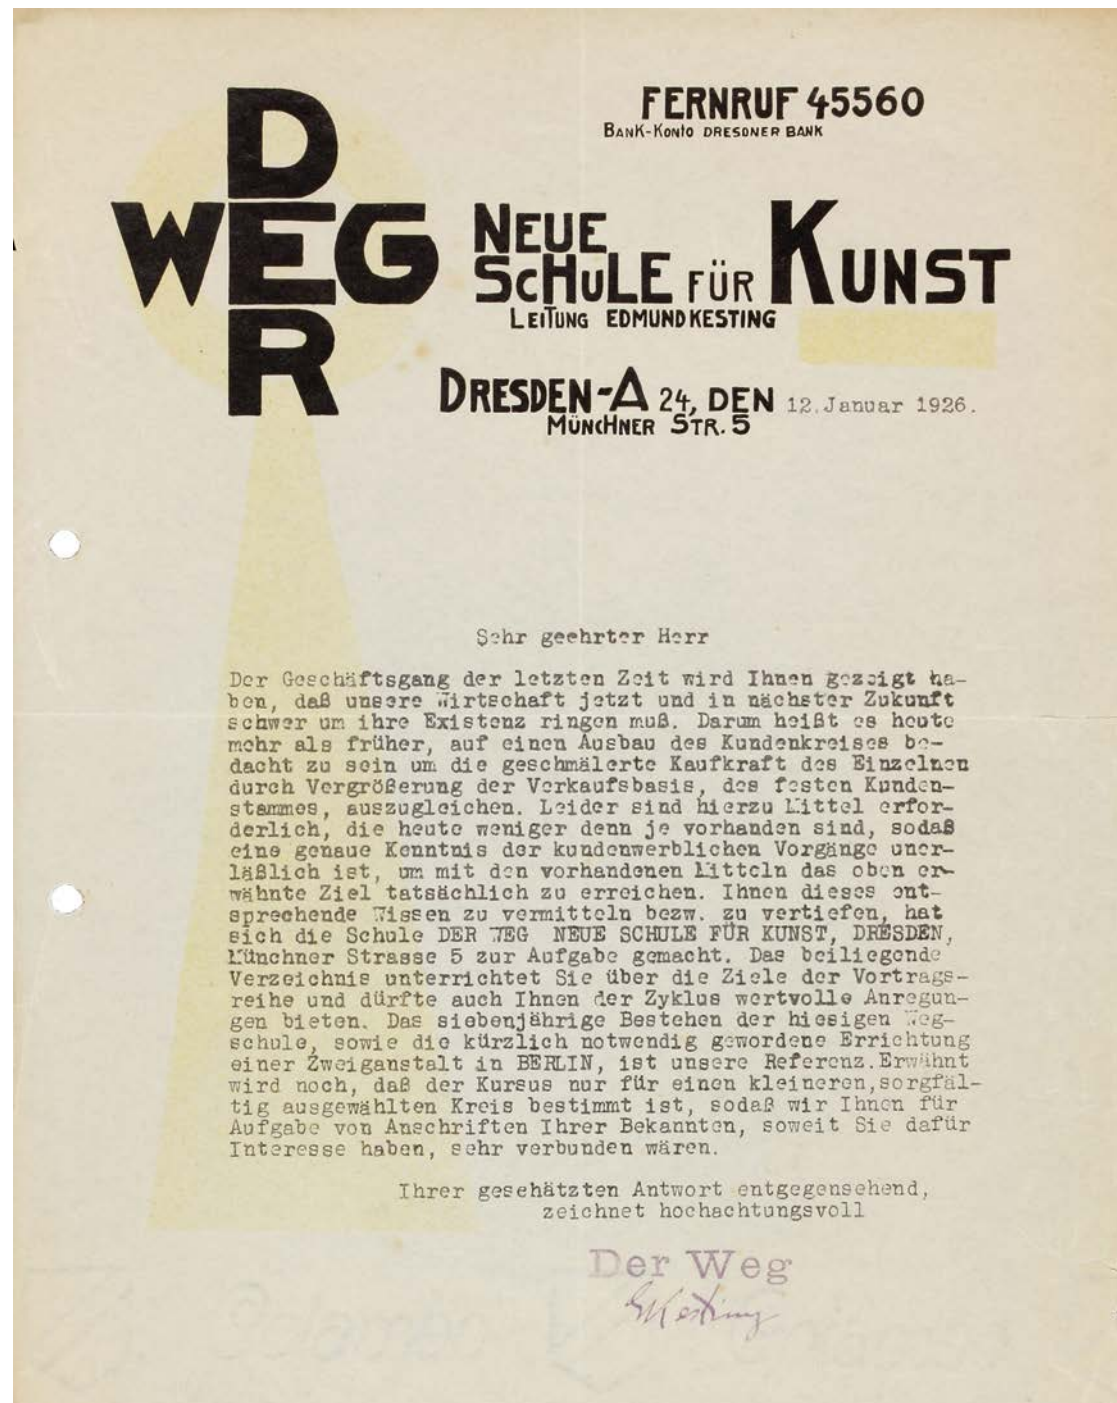 DER
WEG
FERNRUF 45560
BANK-KONTO DRESDNER BANK
NEUE
SCHULE FÜR KUNST
LEITUNG EDMUND KESTING
DRESDEN-A 24, DEN 12.Januar 1926.
MÜNCHNER STR. 5
Sehr geehrter Herr
Der Geschäftsgang der letzten Zeit wird Ihnen gezeigt ha-
ben, daß unsere Wirtschaft jetzt und in nächster Zukunft
schwer um ihre Existenz ringen muß. Darum heißt es heute
mehr als früher, auf einen Ausbau des Kundenkreises be-
dacht zu sein um die geschmälerte Kaufkraft des Einzelnen
durch Vergrößerung der Verkaufsbasis, des festen Kunden-
stammes, auszugleichen. Leider sind hierzu Mittel erfor-
derlich, die heute weniger denn je vorhanden sind, sodaß
eine genaue Kenntnis der kundenwerblichen Vorgänge uner-
läßlich ist, um mit den vorhandenen Mitteln das oben er-
wähnte Ziel tatsächlich zu erreichen. Ihnen dieses ent-
sprechende Wissen zu vermitteln bezw. zu vertiefen, hat
sich die Schule DER WEG NEUE SCHULE FÜR KUNST, DRESDEN,
Münchner Strasse 5 zur Aufgabe gemacht. Das beiliegende
Verzeichnis unterrichtet Sie über die Ziele der Vortrags-
reihe und dürfte auch Ihnen der Zyklus wertvolle Anregun-
gen bieten. Das siebenjährige Bestehen der hiesigen Weg-
schule, sowie die kürzlich notwendig gewordene Errichtung
einer Zweiganstalt in BERLIN, ist unsere Referenz.Erwähnt
wird noch, daß der Kursus nur für einen kleineren,sorgfäl-
tig ausgewählten Kreis bestimmt ist, sodaß wir Ihnen für
Aufgabe von Anschriften Ihrer Bekannten, soweit Sie dafür
Interesse haben, sehr verbunden wären.
Ihrer gesehätzten Antwort entgegensehend,
zeichnet hochachtungsvoll
Der Weg
EKesting